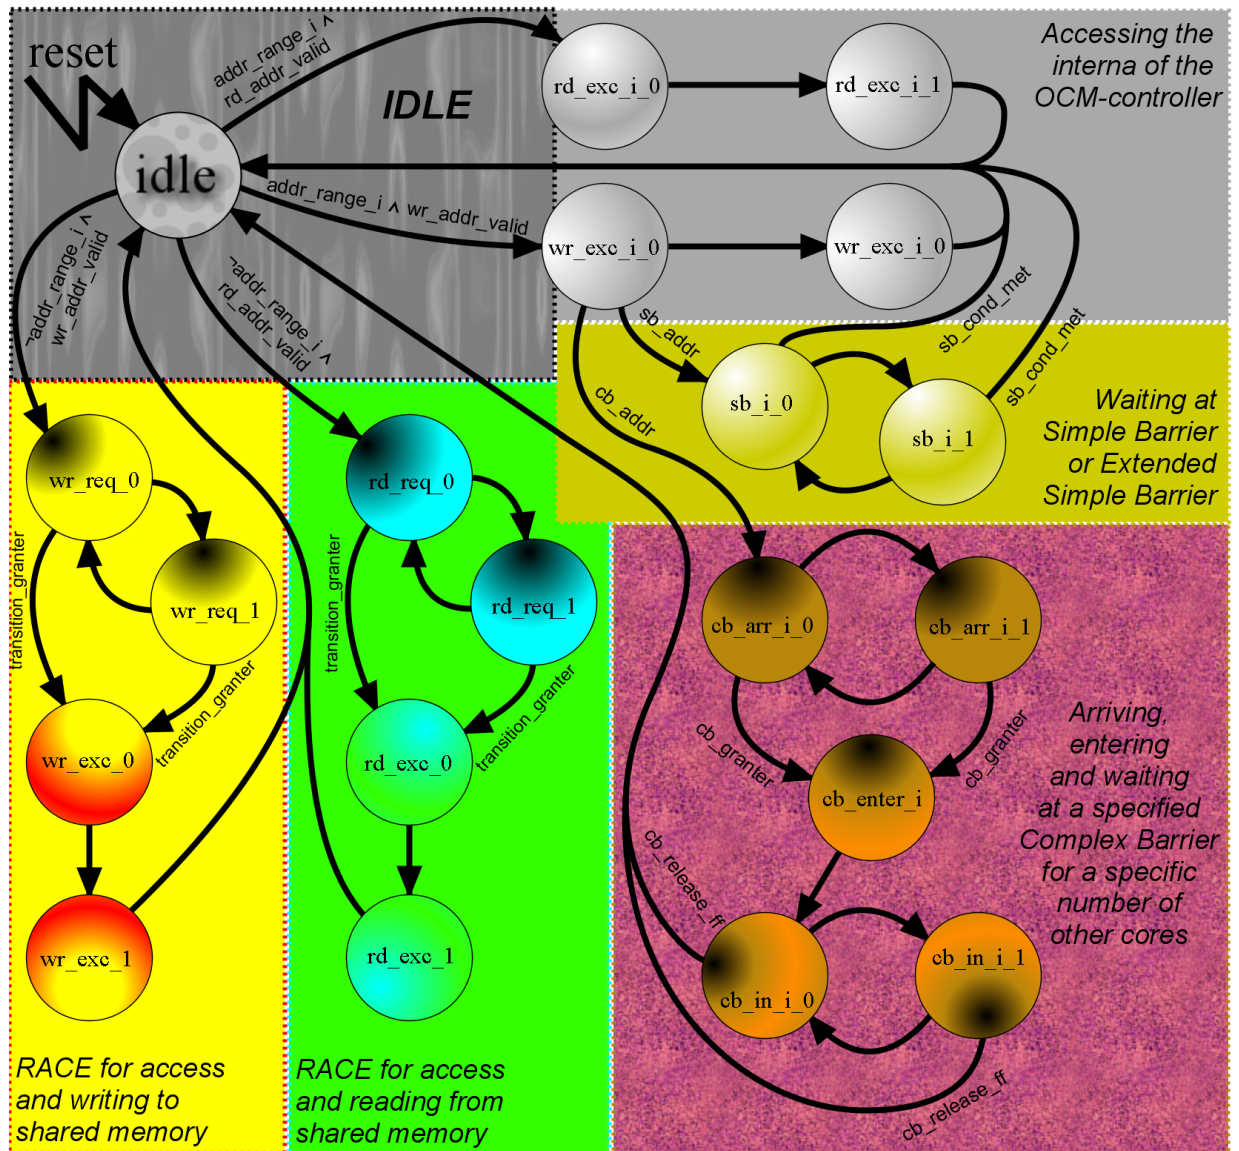 reset
addr_range_i ∧
rd_addr_valid
IDLE
idle
addr_range_i ∧ wr_addr_valid
¬addr_range_i ∧
wr_addr_valid
¬addr_range_i ∧
rd_addr_valid
rd_exc_i_0
rd_exc_i_1
Accessing the
interna of the
OCM-controller
wr_exc_i_0
wr_exc_i_0
sb_addr
cb_addr
sb_cond_met
sb_cond_met
sb_i_0
sb_i_1
Waiting at
Simple Barrier
or Extended
Simple Barrier
wr_req_0
wr_req_1
transition_granter
transition_granter
wr_exc_0
wr_exc_1
RACE for access
and writing to
shared memory
rd_req_0
rd_req_1
transition_granter
transition_granter
rd_exc_0
rd_exc_1
RACE for access
and reading from
shared memory
cb_arr_i_0
cb_arr_i_1
cb_granter
cb_granter
cb_enter_i
cb_release_ff
cb_in_i_0
cb_in_i_1
cb_release_ff
Arriving,
entering
and waiting
at a specified
Complex Barrier
for a specific
number of
other cores